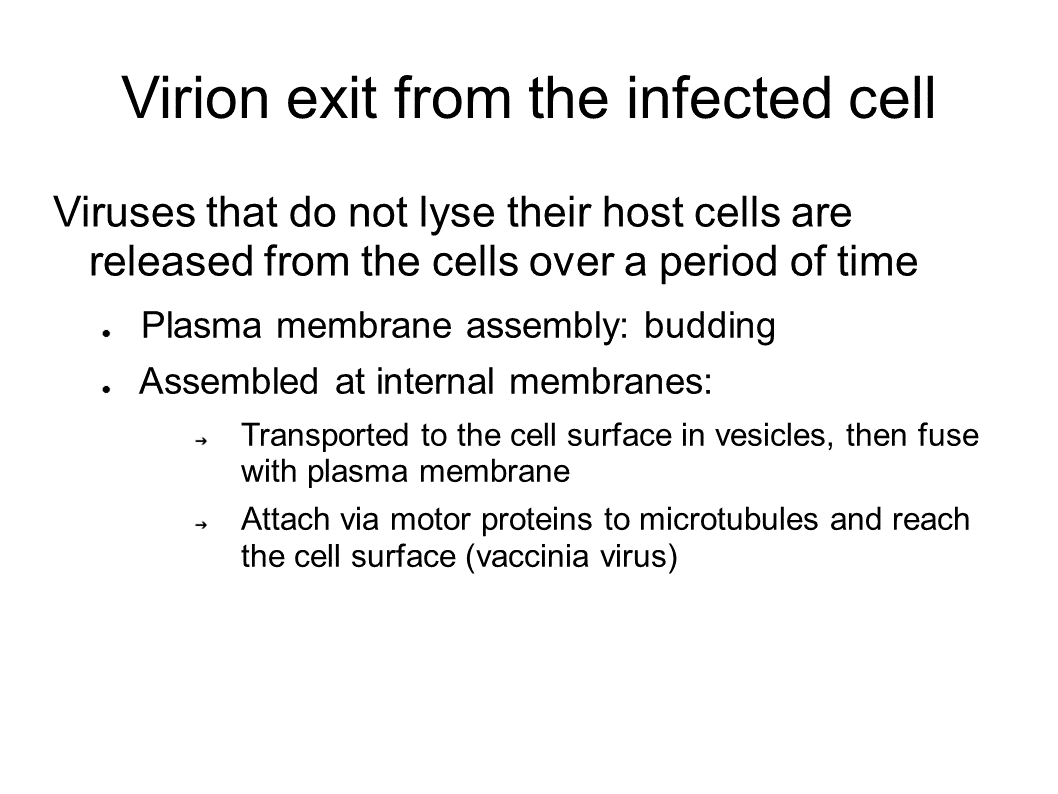 Virion exit from the infected cell
Viruses that do not lyse their host cells are
released from the cells over a period of time
● Plasma membrane assembly: budding
● Assembled at internal membranes:
➔ Transported to the cell surface in vesicles, then fuse
with plasma membrane
➔ Attach via motor proteins to microtubules and reach
the cell surface (vaccinia virus)